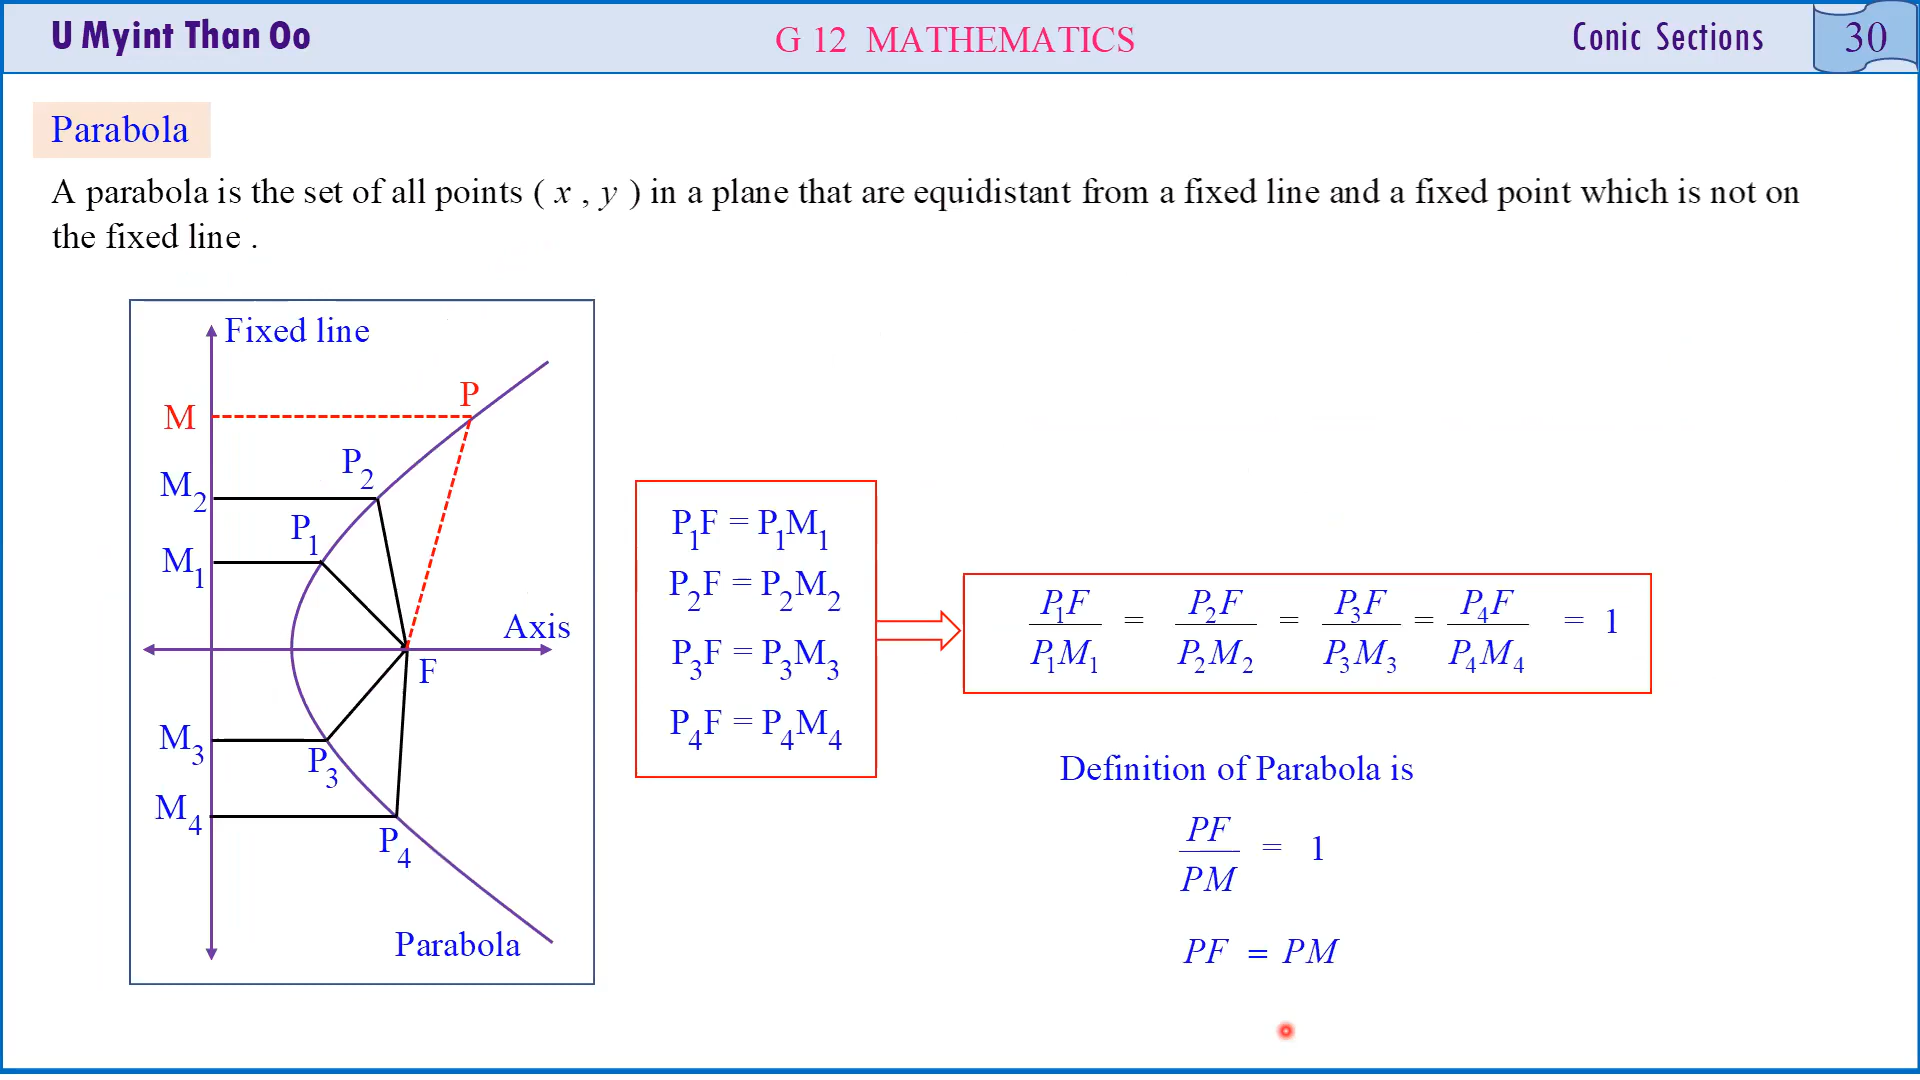 U Myint Than Oo
G 12 MATHEMATICS
Conic Sections
30
Parabola
A parabola is the set of all points ( x , y ) in a plane that are equidistant from a fixed line and a fixed point which is not on
the fixed line .
Fixed line
P
M
P₂
M₂
P₁
M₁
Axis
F
M₃
P₃
M₄
P₄
Parabola
P₁F = P₁M₁
P₂F = P₂M₂
P₃F = P₃M₃
P₄F = P₄M₄
P₁F/P₁M₁ = P₂F/P₂M₂ = P₃F/P₃M₃ = P₄F/P₄M₄ = 1
Definition of Parabola is
PF/PM = 1
PF = PM